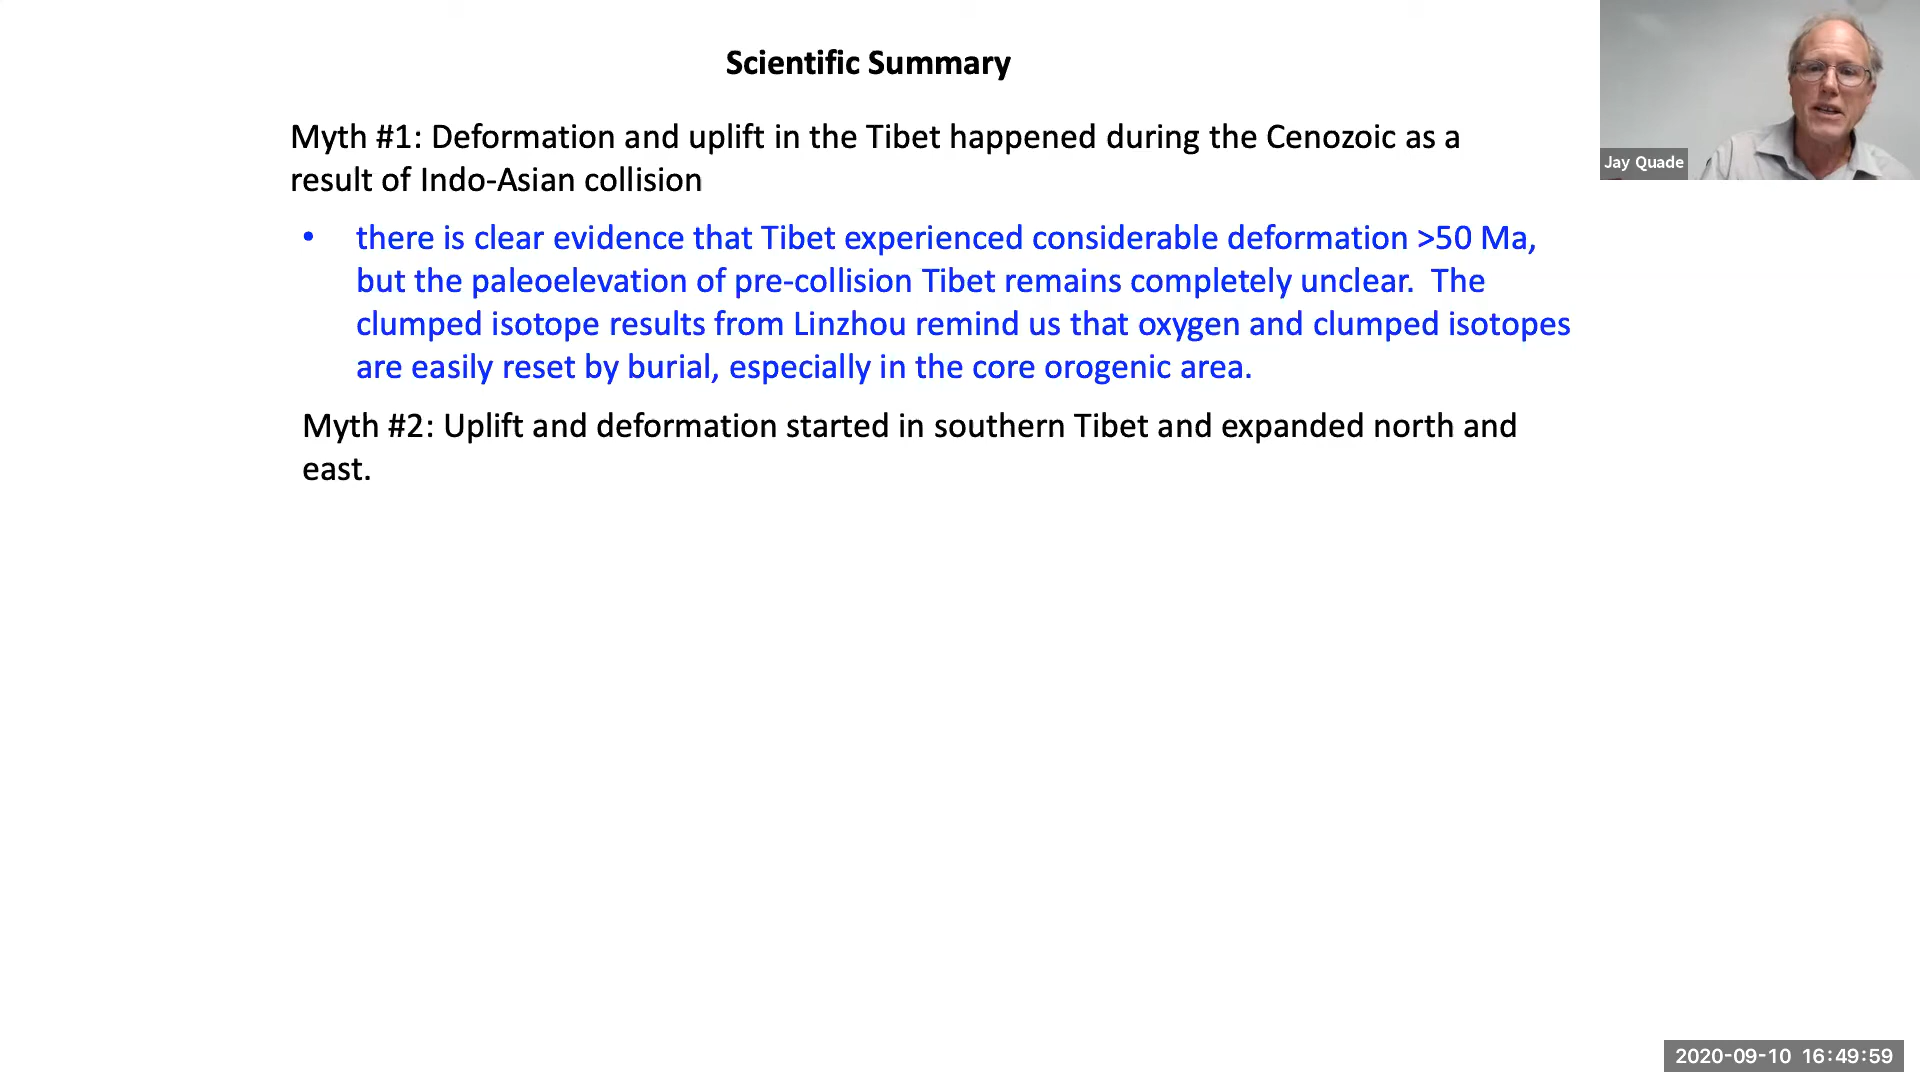 Scientific Summary
Myth #1: Deformation and uplift in the Tibet happened during the Cenozoic as a
result of Indo-Asian collision
• there is clear evidence that Tibet experienced considerable deformation >50 Ma,
but the paleoelevation of pre-collision Tibet remains completely unclear. The
clumped isotope results from Linzhou remind us that oxygen and clumped isotopes
are easily reset by burial, especially in the core orogenic area.
Myth #2: Uplift and deformation started in southern Tibet and expanded north and
east.
Jay Quade
2020-09-10 16:49:59